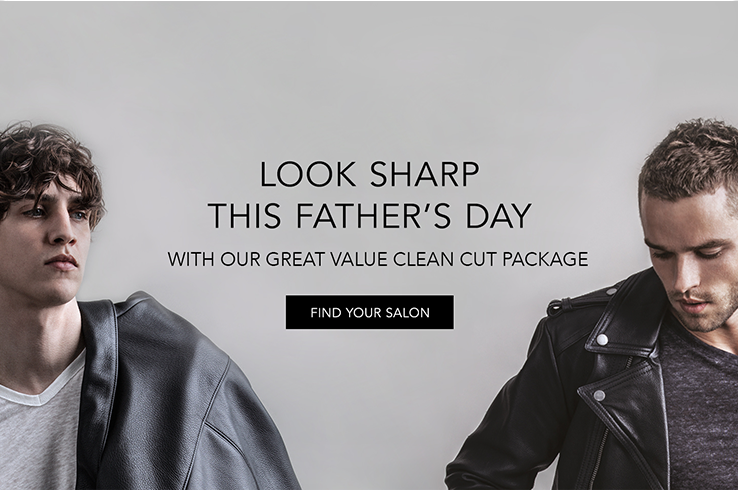 LOOK SHARP
THIS FATHER’S DAY
WITH OUR GREAT VALUE CLEAN CUT PACKAGE
FIND YOUR SALON